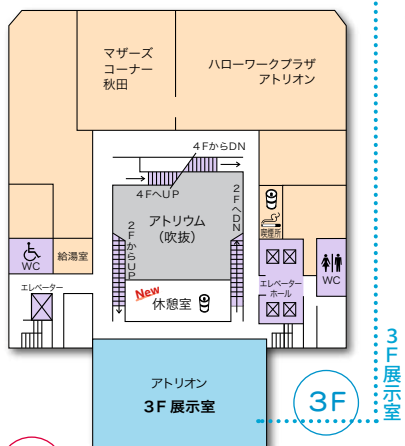 マザーズ
コーナー
秋田
ハローワークプラザ
アトリオン
4FからDN
4FへUP
2FからUP
アトリウム
(吹抜)
2FへDN
喫煙所
WC
給湯室
エレベーター
エレベーター
ホール
WC
New
休憩室
アトリオン
3F 展示室
3F
3F展示室